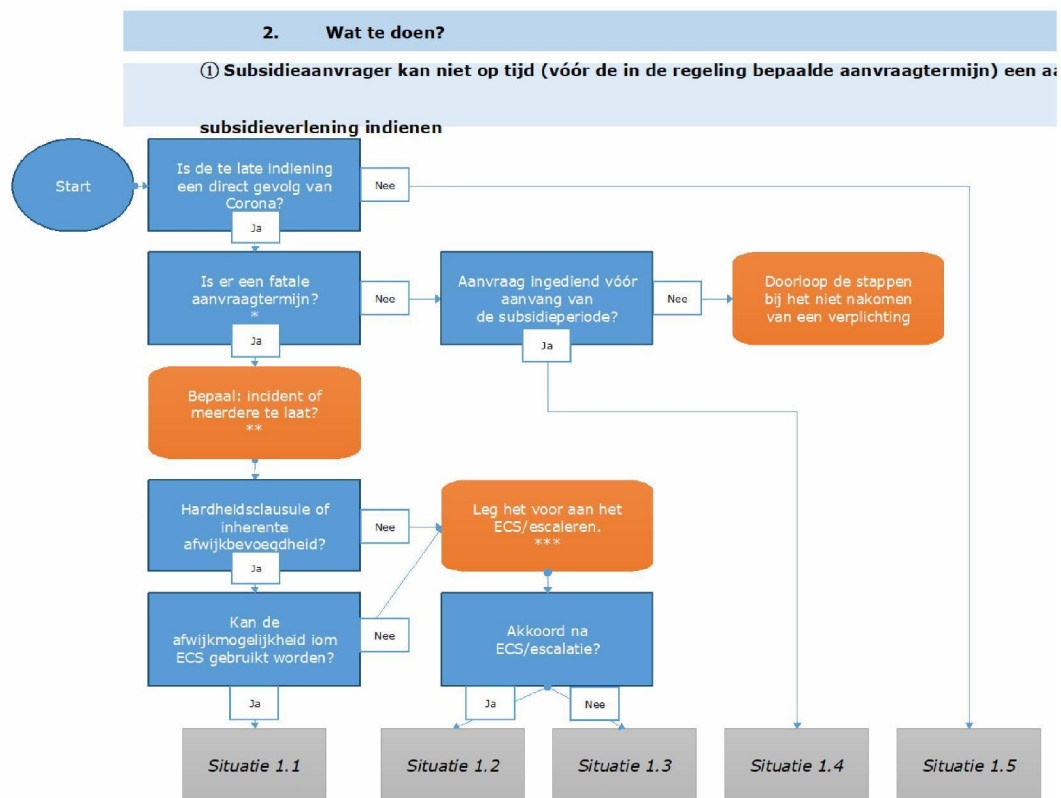 2. Wat te doen?
① Subsidieaanvrager kan niet op tijd (vóór de in de regeling bepaalde aanvraagtermijn) een
subsidieverlening indienen
Start
Is de te late indiening
een direct gevolg van
Corona?
Nee
Ja
Is er een fatale
aanvraagtermijn?
*
Nee
Ja
Aanvraag ingediend vóór
aanvang van
de subsidieperiode?
Nee
Ja
Doorloop de stappen
bij het niet nakomen
van een verplichting
Bepaal: incident of
meerdere te laat?
**
Hardheidsclausule of
inherente
afwijkbevoegdheid?
Nee
Ja
Leg het voor aan het
ECS/escaleren.
***
Kan de
afwijkmogelijkheid iom
ECS gebruikt worden?
Nee
Ja
Akkoord na
ECS/escalatie?
Ja
Nee
Situatie 1.1
Situatie 1.2
Situatie 1.3
Situatie 1.4
Situatie 1.5